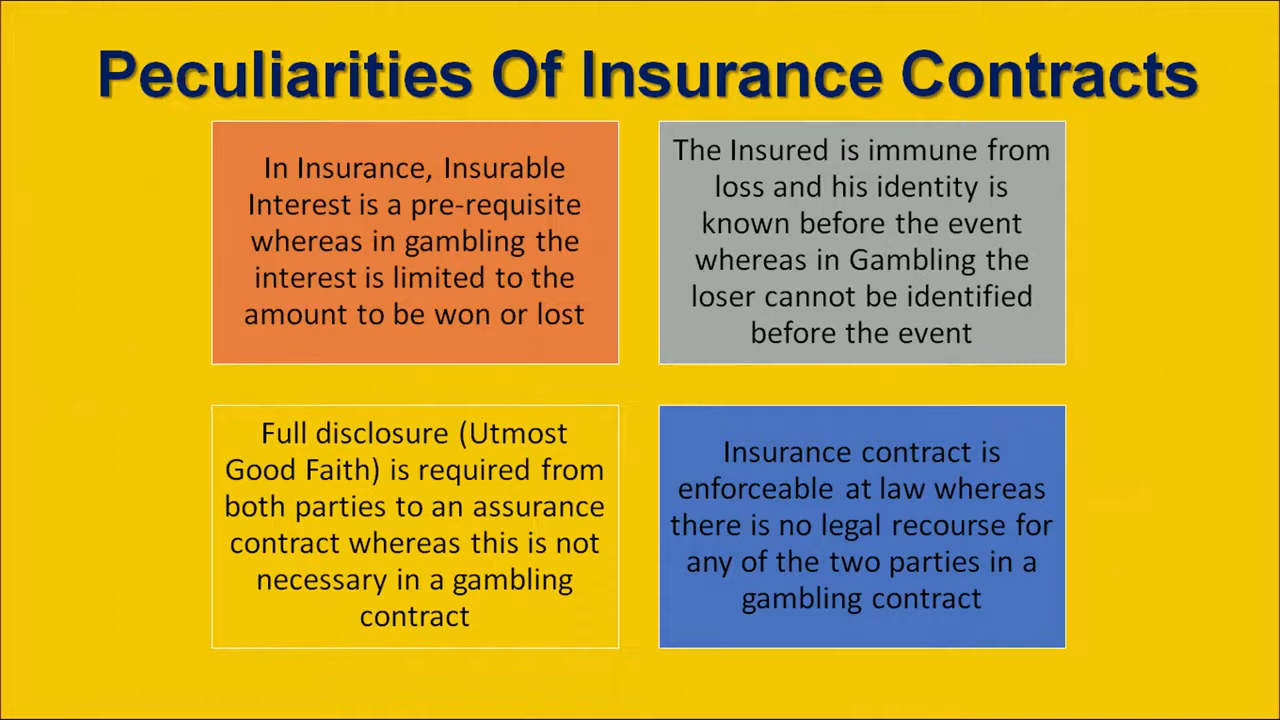 Peculiarities Of Insurance Contracts
In Insurance, Insurable
Interest is a pre-requisite
whereas in gambling the
interest is limited to the
amount to be won or lost
The Insured is immune from
loss and his identity is
known before the event
whereas in Gambling the
loser cannot be identified
before the event
Full disclosure (Utmost
Good Faith) is required from
both parties to an assurance
contract whereas this is not
necessary in a gambling
contract
Insurance contract is
enforceable at law whereas
there is no legal recourse for
any of the two parties in a
gambling contract